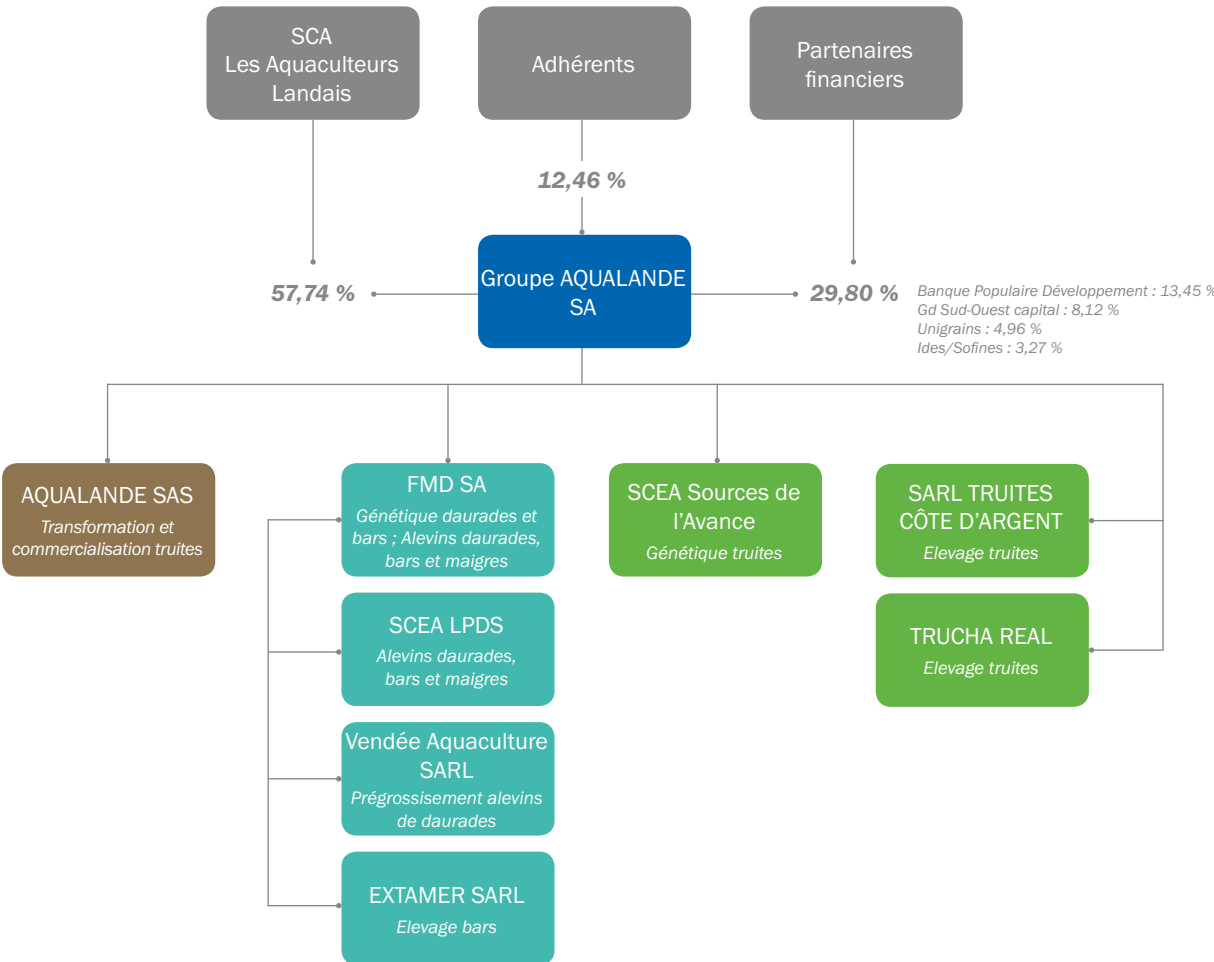 SCA
Les Aquaculteurs
Landais
Adhérents
Partenaires
financiers
12,46 %
57,74 %
Groupe AQUALANDE
SA
29,80 %
Banque Populaire Développement : 13,45 %
Gd Sud-Ouest capital : 8,12 %
Unigrains : 4,96 %
Ides/Sofines : 3,27 %
AQUALANDE SAS
Transformation et
commercialisation truites
FMD SA
Génétique daurades et
bars ; Alevins daurades,
bars et maigres
SCEA LPDS
Alevins daurades,
bars et maigres
Vendée Aquaculture
SARL
Prégrossisement alevins
de daurades
EXTAMER SARL
Elevage bars
SCEA Sources de
l'Avance
Génétique truites
SARL TRUITES
CÔTE D'ARGENT
Elevage truites
TRUCHA REAL
Elevage truites